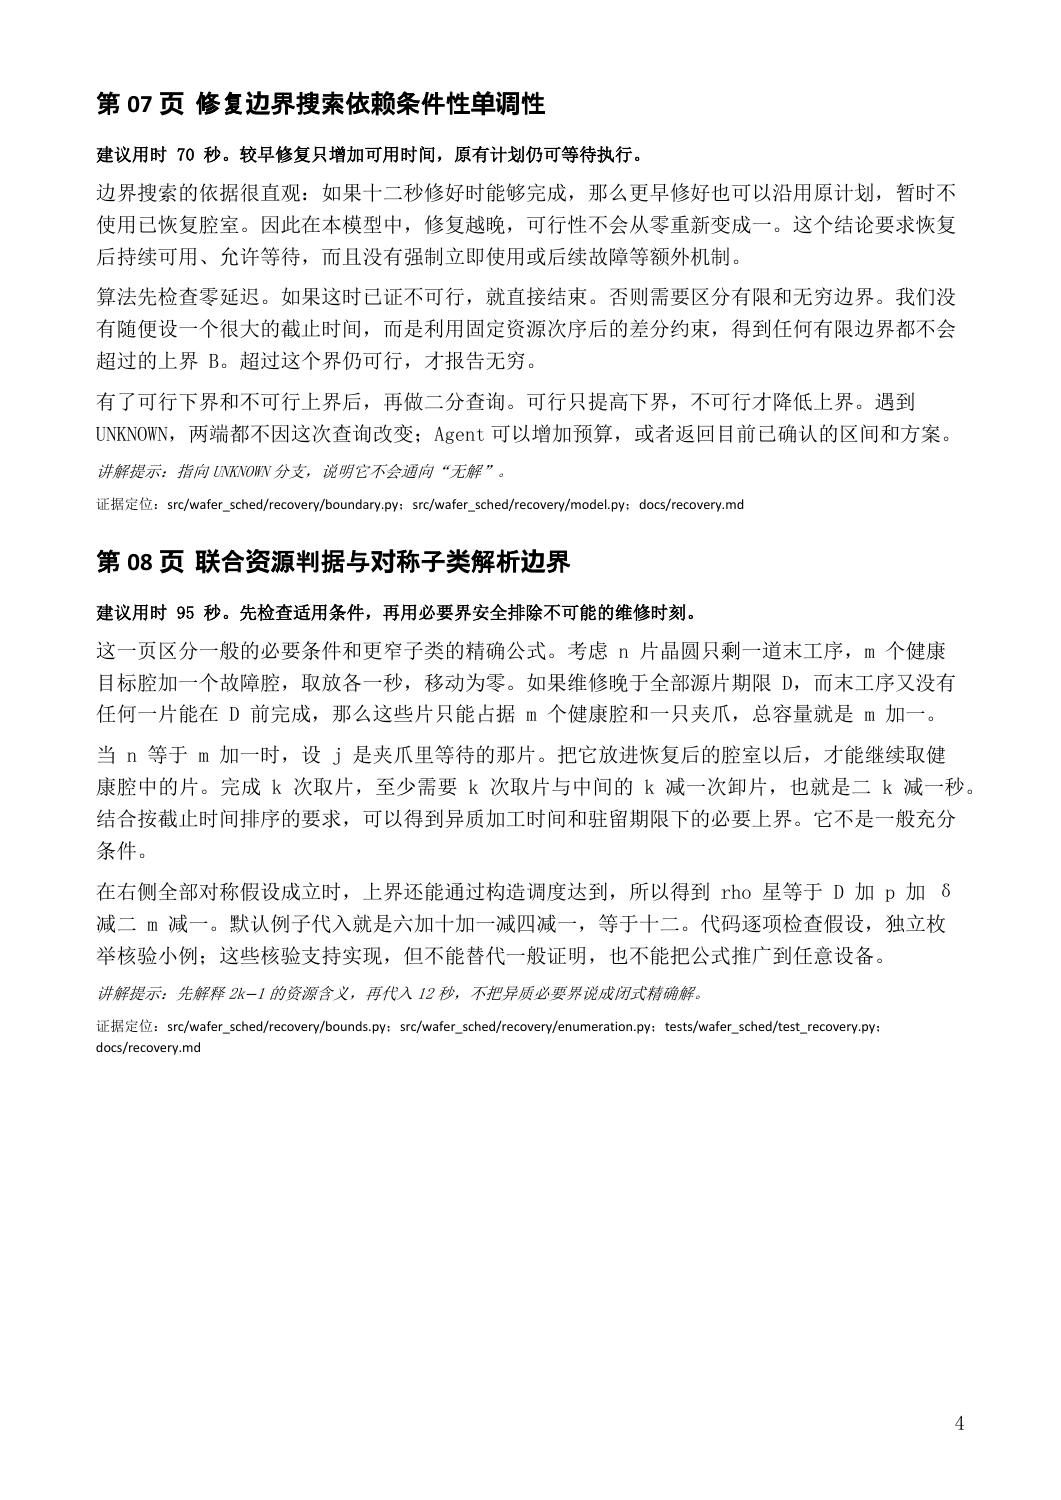 第 07 页 修复边界搜索依赖条件性单调性
建议用时 70 秒。较早修复只增加可用时间，原有计划仍可等待执行。
边界搜索的依据很直观：如果十二秒修好时能够完成，那么更早修好也可以沿用原计划，暂时不
使用已恢复腔室。因此在本模型中，修复越晚，可行性不会从零重新变成一。这个结论要求恢复
后持续可用、允许等待，而且没有强制立即使用或后续故障等额外机制。
算法先检查零延迟。如果这时已证不可行，就直接结束。否则需要区分有限和无穷边界。我们没
有随便设一个很大的截止时间，而是利用固定资源次序后的差分约束，得到任何有限边界都不会
超过的上界 B。超过这个界仍可行，才报告无穷。
有了可行下界和不可行上界后，再做二分查询。可行只提高下界，不可行才降低上界。遇到
UNKNOWN，两端都不因这次查询改变；Agent 可以增加预算，或者返回目前已确认的区间和方案。
讲解提示：指向 UNKNOWN 分支，说明它不会通向“无解”。
证据定位：src/wafer_sched/recovery/boundary.py；src/wafer_sched/recovery/model.py；docs/recovery.md
第 08 页 联合资源判据与对称子类解析边界
建议用时 95 秒。先检查适用条件，再用必要界安全排除不可能的维修时刻。
这一页区分一般的必要条件和更窄子类的精确公式。考虑 n 片晶圆只剩一道末工序，m 个健康
目标腔加一个故障腔，取放各一秒，移动为零。如果维修晚于全部源片期限 D，而末工序又没有
任何一片能在 D 前完成，那么这些片只能占据 m 个健康腔和一只夹爪，总容量就是 m 加一。
当 n 等于 m 加一时，设 j 是夹爪里等待的那片。把它放进恢复后的腔室以后，才能继续取健
康腔中的片。完成 k 次取片，至少需要 k 次取片与中间的 k 减一次卸片，也就是二 k 减一秒。
结合按截止时间排序的要求，可以得到异质加工时间和驻留期限下的必要上界。它不是一般充分
条件。
在右侧全部对称假设成立时，上界还能通过构造调度达到，所以得到 rho 星等于 D 加 p 加 δ
减二 m 减一。默认例子代入就是六加十加一减四减一，等于十二。代码逐项检查假设，独立枚
举核验小例；这些核验支持实现，但不能替代一般证明，也不能把公式推广到任意设备。
讲解提示：先解释 2k−1 的资源含义，再代入 12 秒，不把异质必要界说成闭式精确解。
证据定位：src/wafer_sched/recovery/bounds.py；src/wafer_sched/recovery/enumeration.py；tests/wafer_sched/test_recovery.py；
docs/recovery.md
4